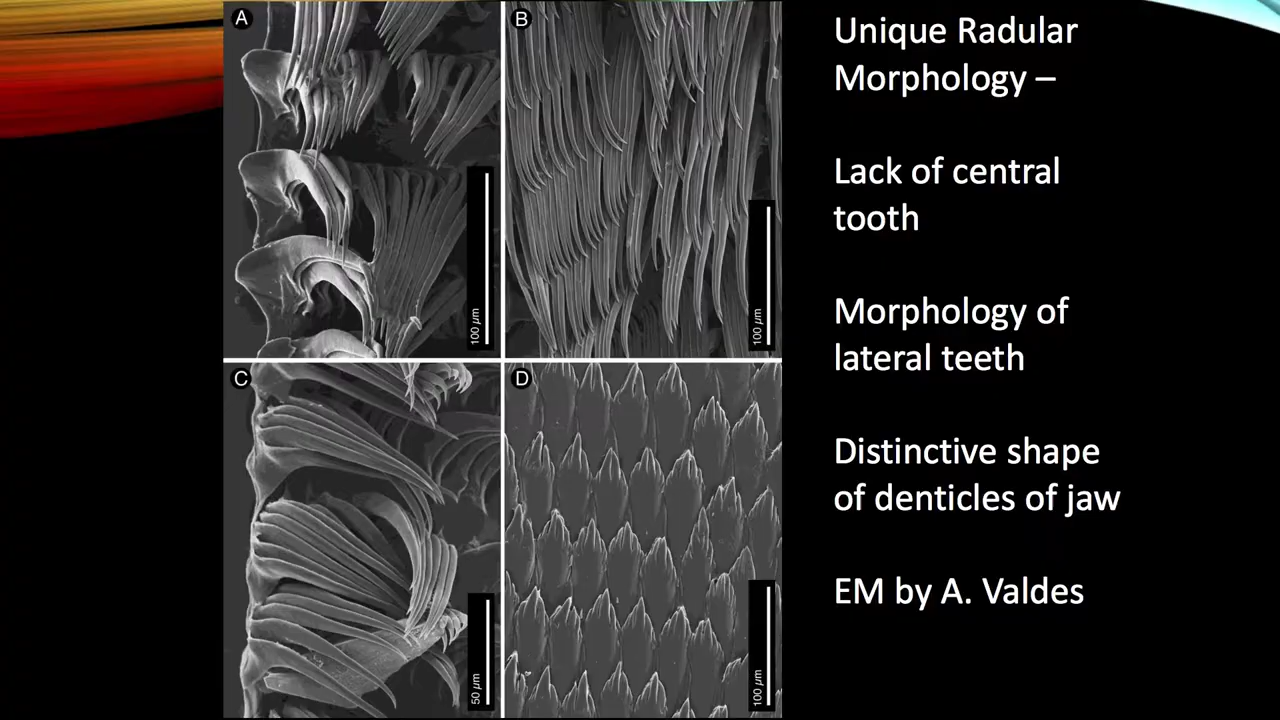 A
B
100 µm
100 µm
C
D
50 µm
100 µm
Unique Radular
Morphology –
Lack of central
tooth
Morphology of
lateral teeth
Distinctive shape
of denticles of jaw
EM by A. Valdes